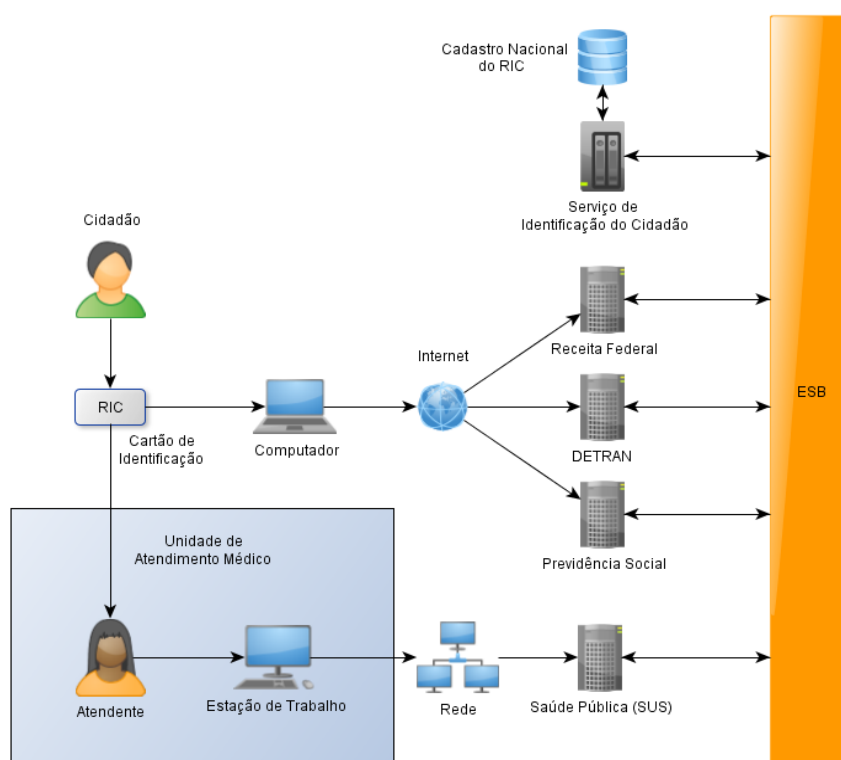 Cadastro Nacional
do RIC
Serviço de
Identificação do Cidadão
Cidadão
Receita Federal
Internet
ESB
RIC
Cartão de
Identificação
Computador
DETRAN
Unidade de
Atendimento Médico
Previdência Social
Atendente
Estação de Trabalho
Rede
Saúde Pública (SUS)